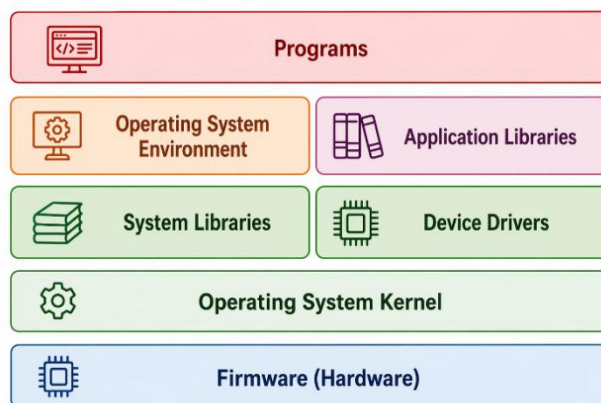 </>
Programs
Operating System
Environment
Application Libraries
System Libraries
Device Drivers
Operating System Kernel
Firmware (Hardware)